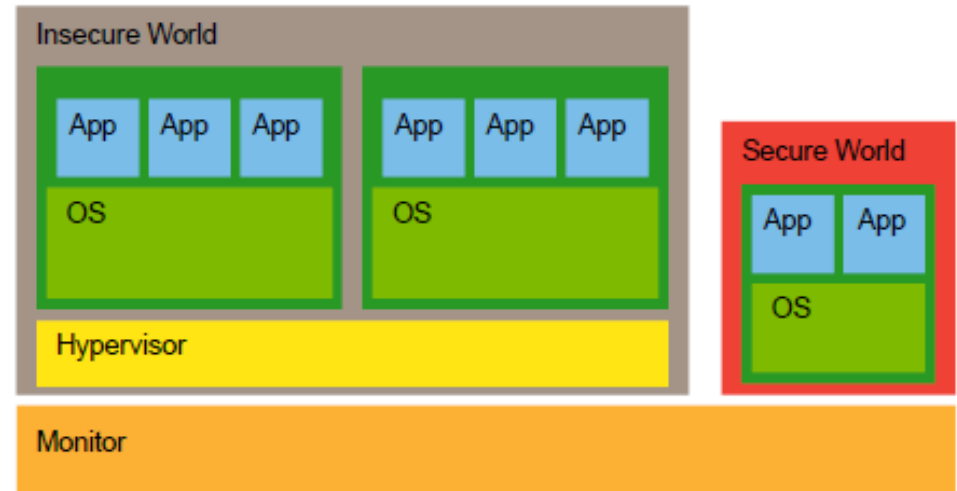 Insecure World
App App App App App App
Secure World
OS OS
App App
OS
Hypervisor
Monitor